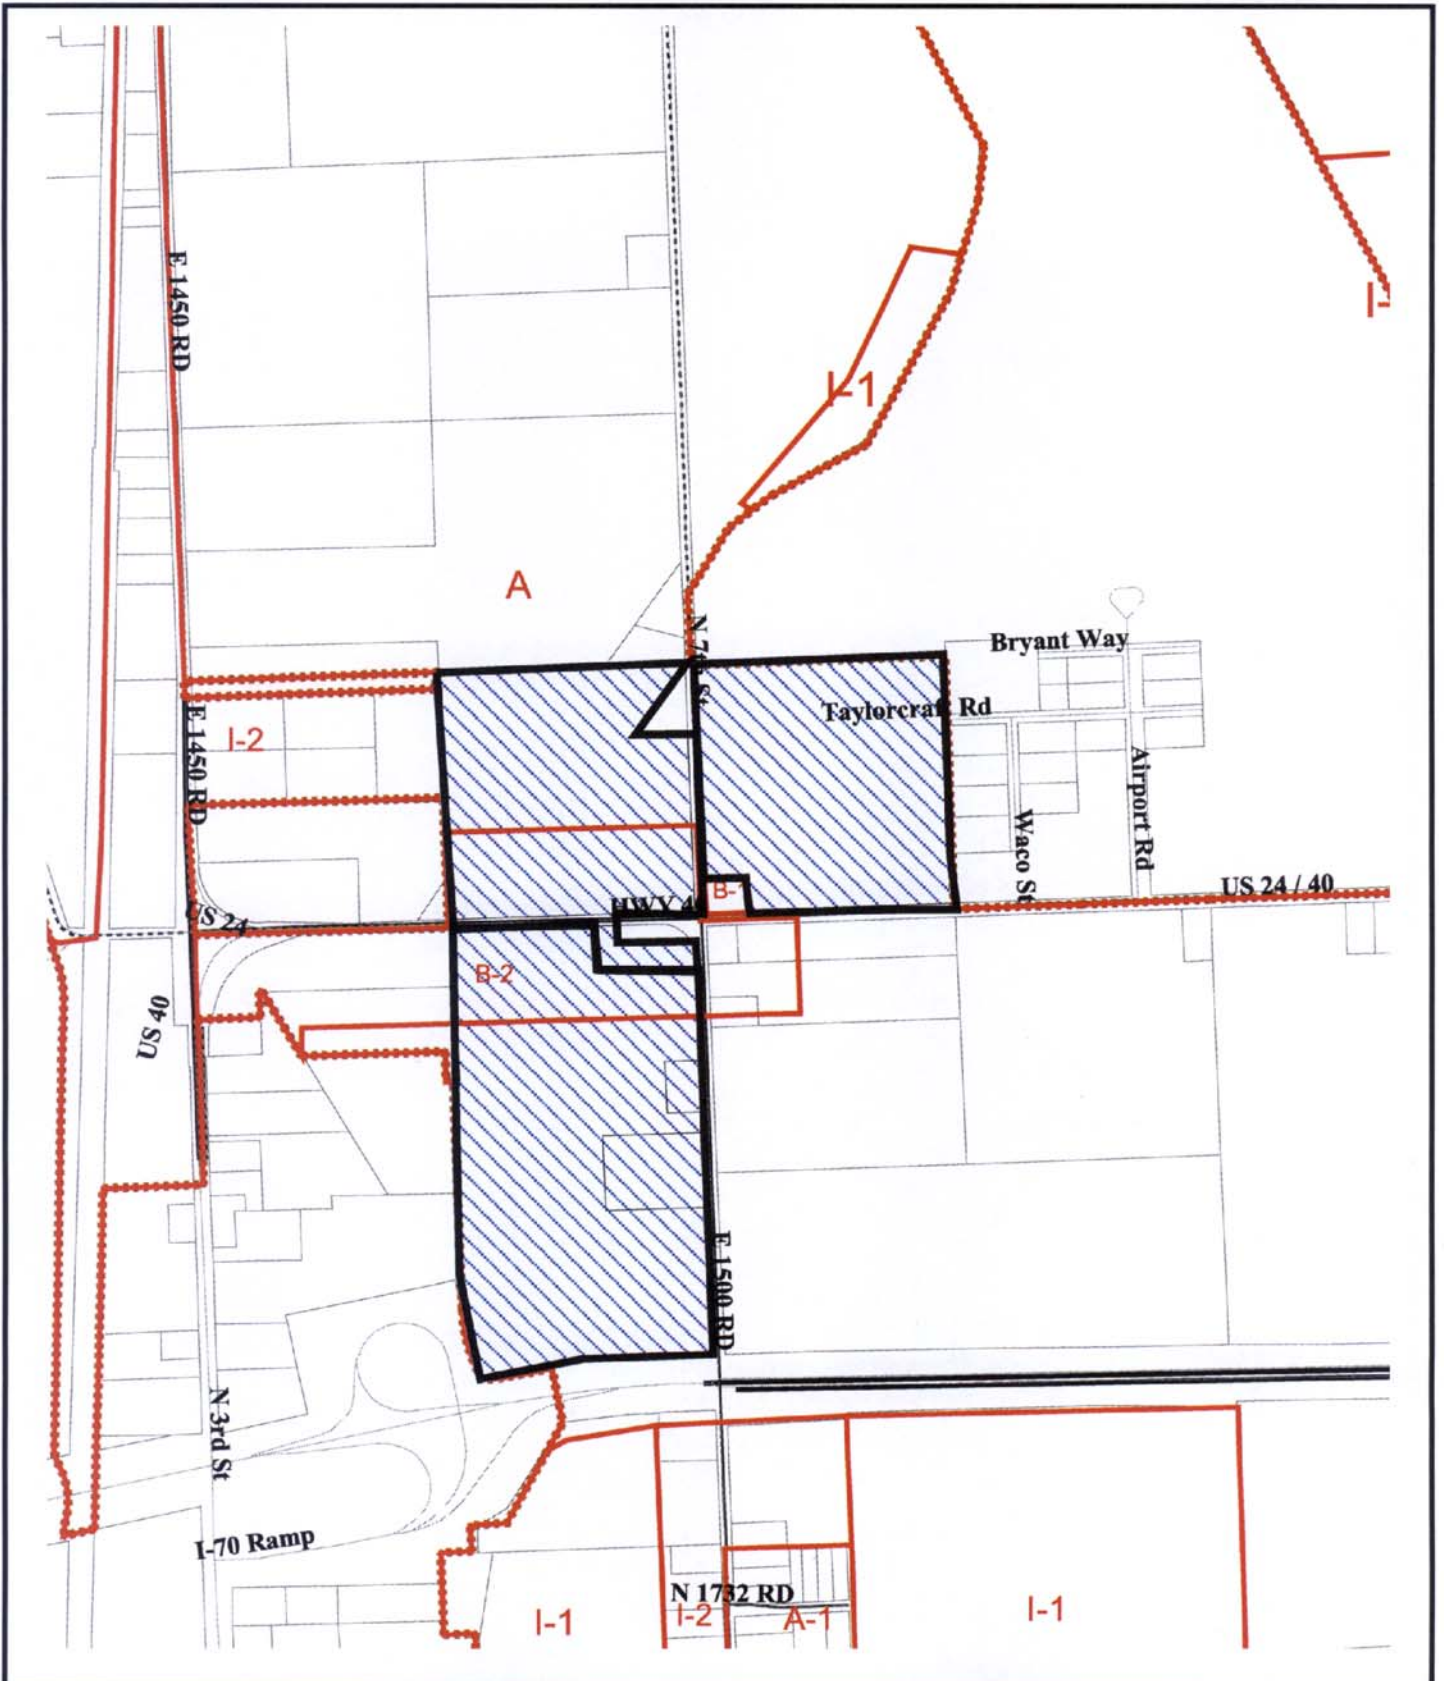 E 1450 RD
I-
I-1
A
Bryant Way
Taylorcraft Rd
E 1450 RD
I-2
Airport Rd
Waco St
US 24 / 40
B-
HWY
US 24
B-2
US 40
E 1500 RD
N 3rd St
I-70 Ramp
N 1732 RD
I-1
I-2
A-1
I-1